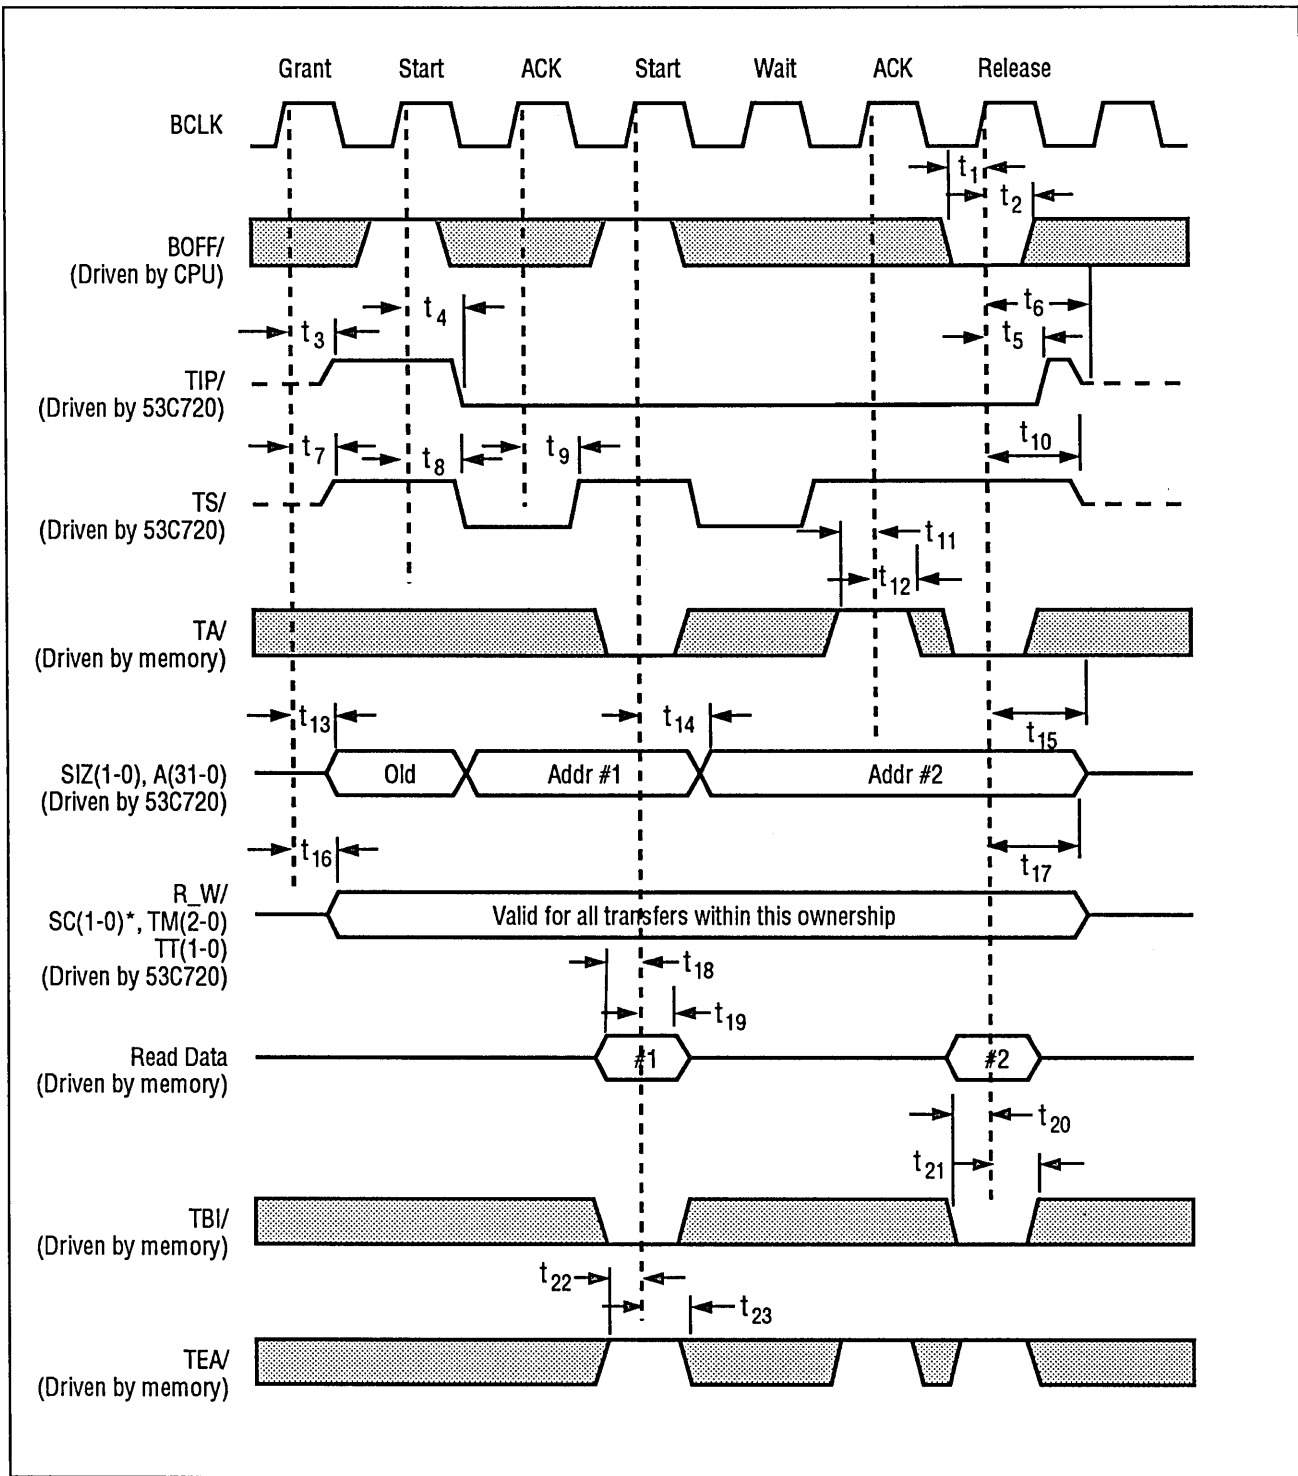 Grant Start ACK Start Wait ACK Release
BCLK
t1
t2
BOFF/
(Driven by CPU)
t6
t4
t3
t5
TIP/
(Driven by 53C720)
t10
t7 t8 t9
TS/
(Driven by 53C720)
t11
t12
TA/
(Driven by memory)
t13 t14
t15
SIZ(1-0), A(31-0)
(Driven by 53C720)
Old Addr #1 Addr #2
t16
t17
R_W/
SC(1-0)*, TM(2-0)
TT(1-0)
(Driven by 53C720)
Valid for all transfers within this ownership
t18
t19
Read Data
(Driven by memory)
#1 #2
t20
t21
TBI/
(Driven by memory)
t22
t23
TEA/
(Driven by memory)